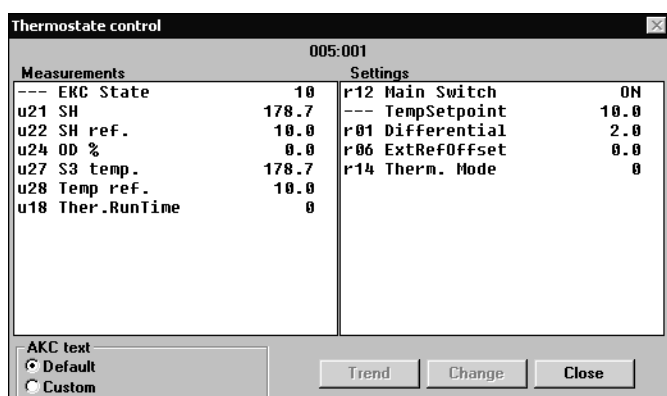 Thermostate control
005:001
Measurements
--- EKC State 10
u21 SH 178.7
u22 SH ref. 10.0
u24 OD % 0.0
u27 S3 temp. 178.7
u28 Temp ref. 10.0
u18 Ther.RunTime 0
Settings
r12 Main Switch ON
--- TempSetpoint 10.0
r01 Differential 2.0
r06 ExtRefOffset 0.0
r14 Therm. Mode 0
AKC text
Default
Custom
Trend Change Close